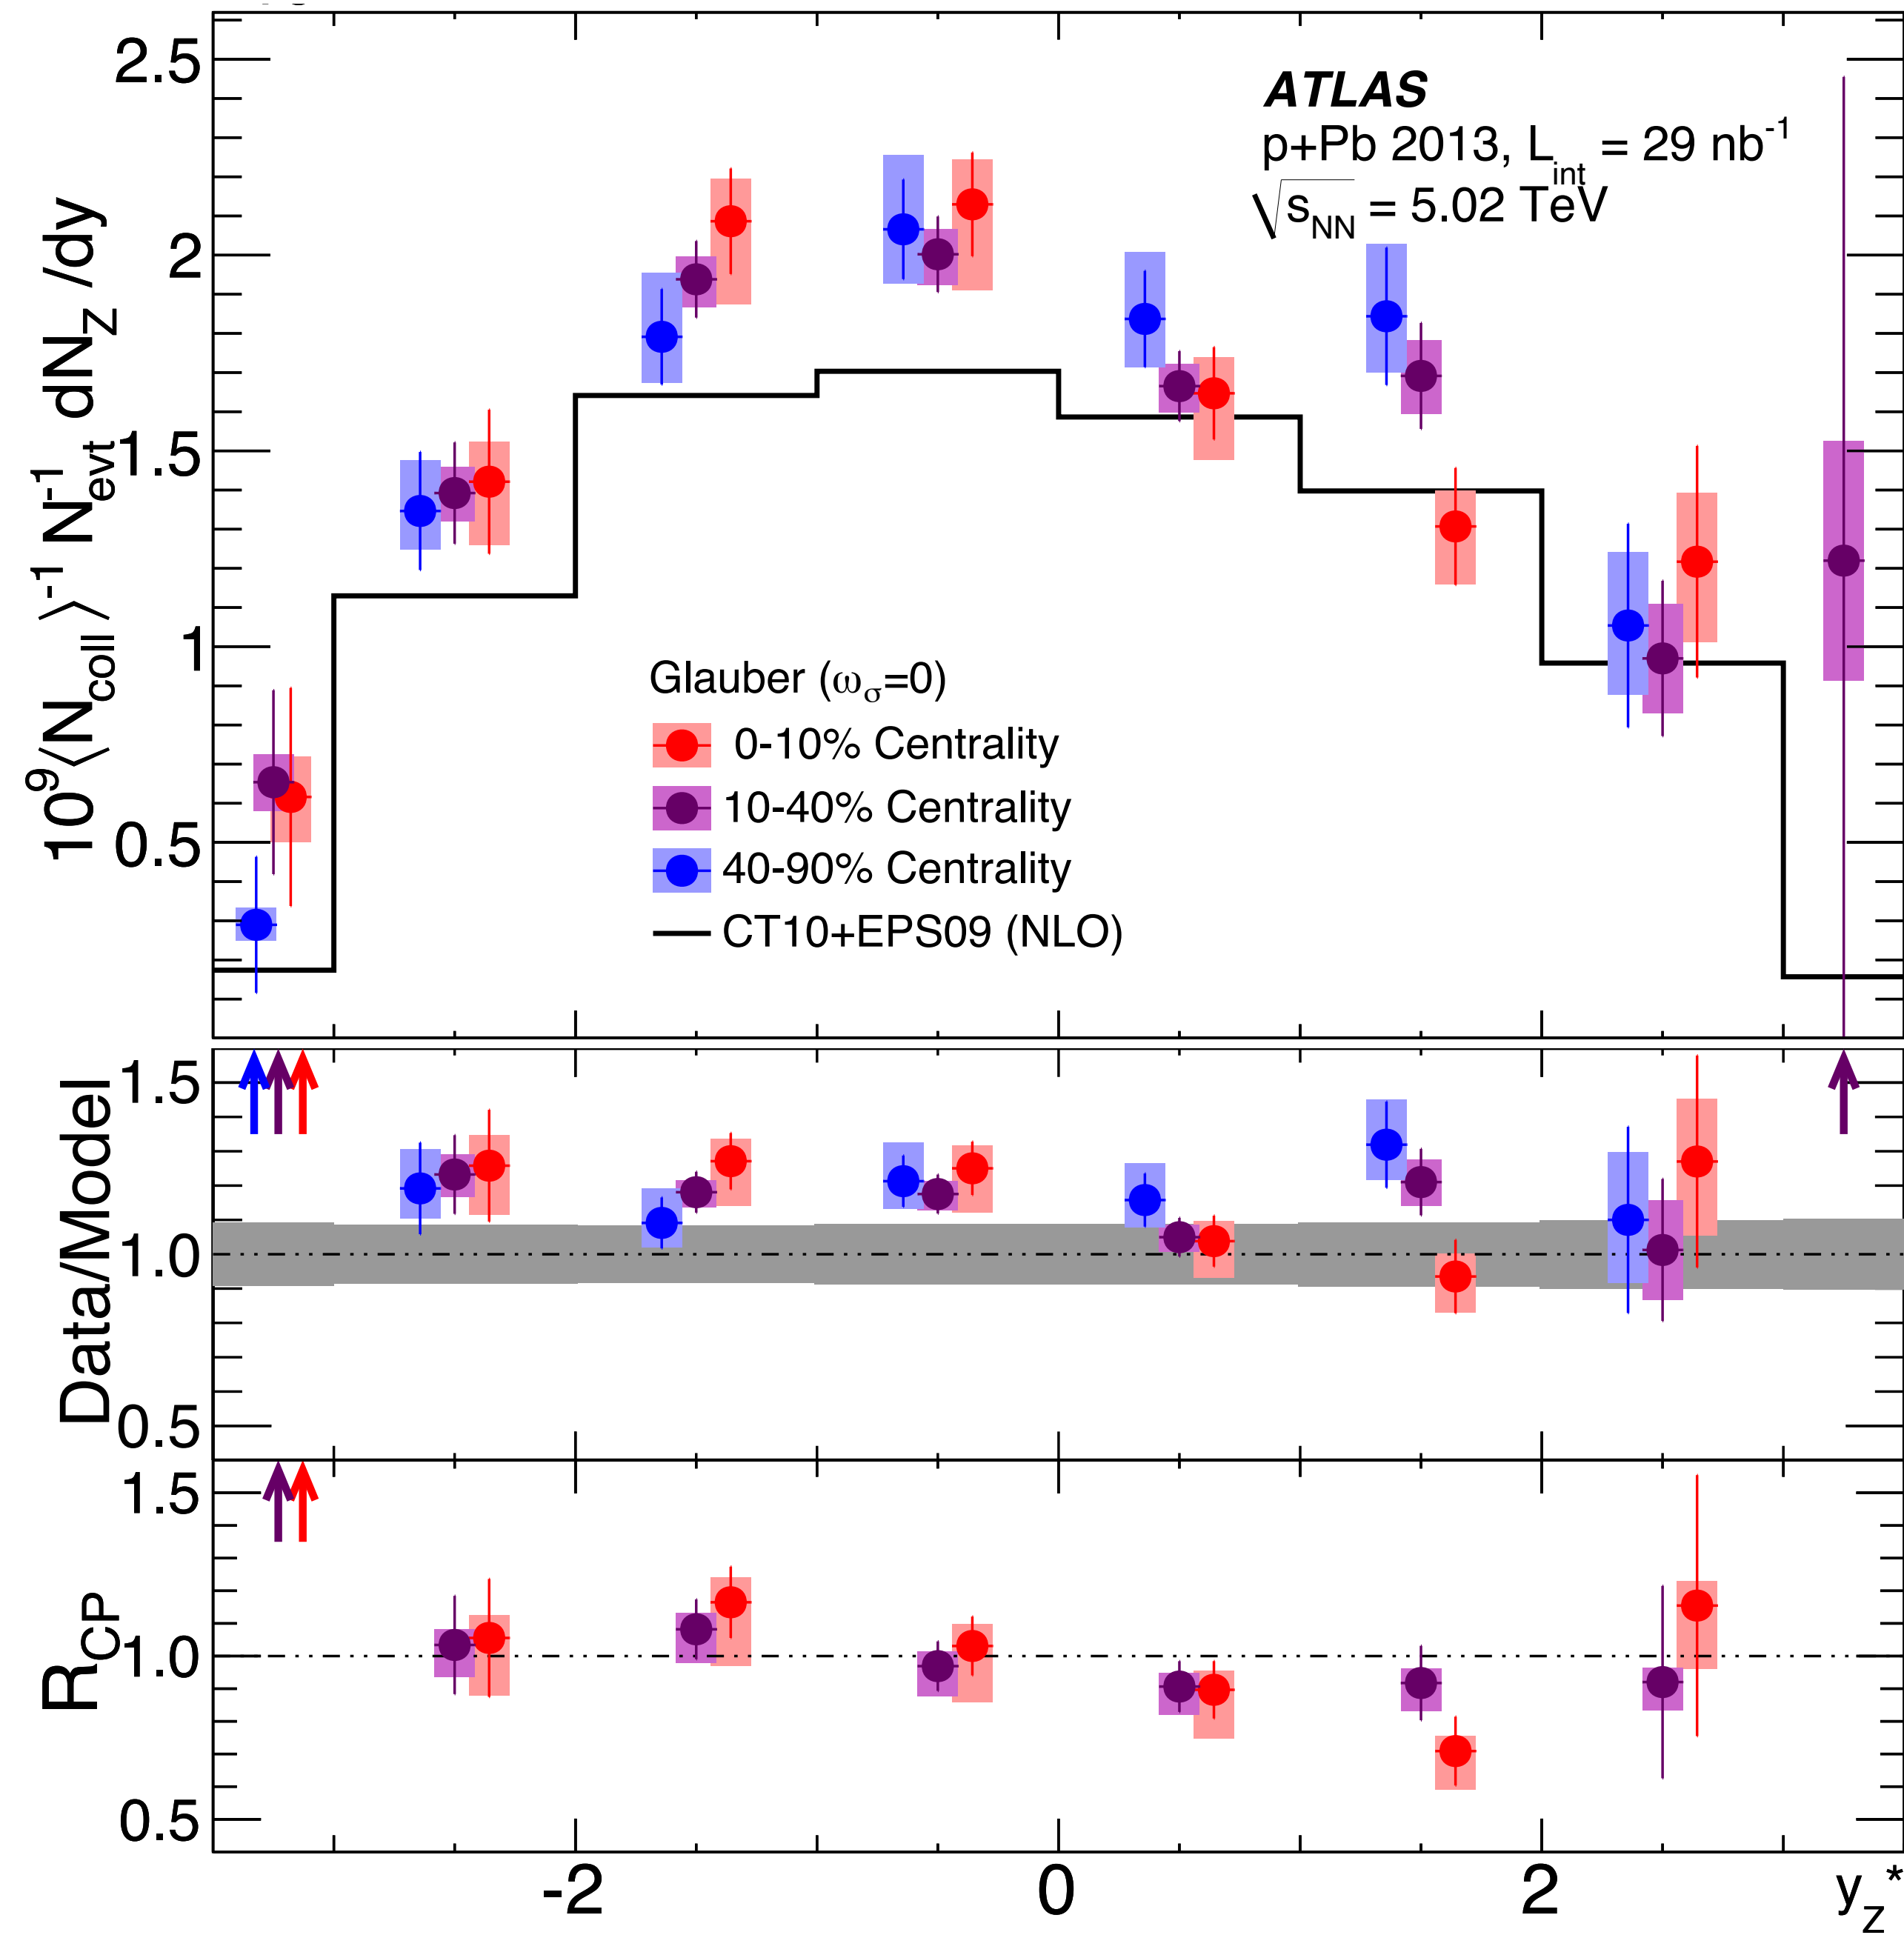 ATLAS
p+Pb 2013, L_int = 29 nb^-1
√s_NN = 5.02 TeV
10^9⟨N_coll⟩^-1 N_evt^-1 dN_Z /dy
2.5
2
1.5
1
0.5
Glauber (ω_σ=0)
0-10% Centrality
10-40% Centrality
40-90% Centrality
CT10+EPS09 (NLO)
Data/Model
1.5
1.0
0.5
R_CP
1.5
1.0
0.5
-2 0 2 y_Z*